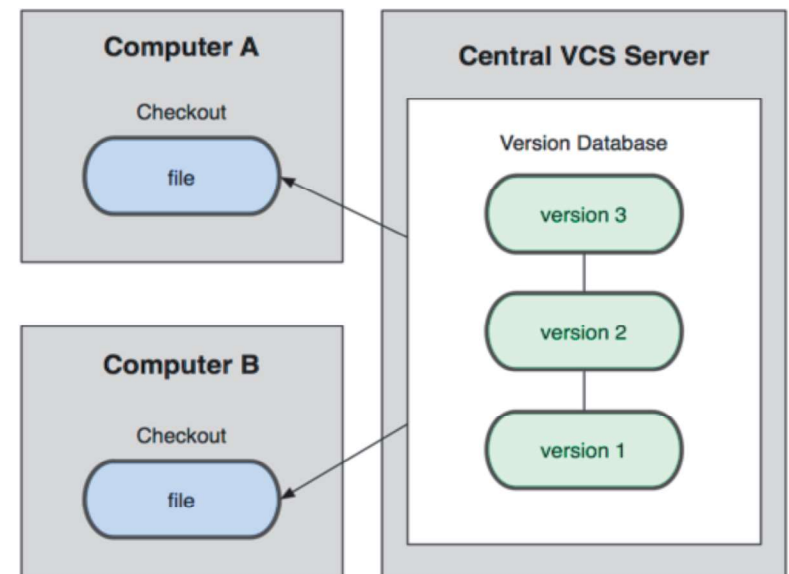 Computer A
Checkout
file
Computer B
Checkout
file
Central VCS Server
Version Database
version 3
version 2
version 1